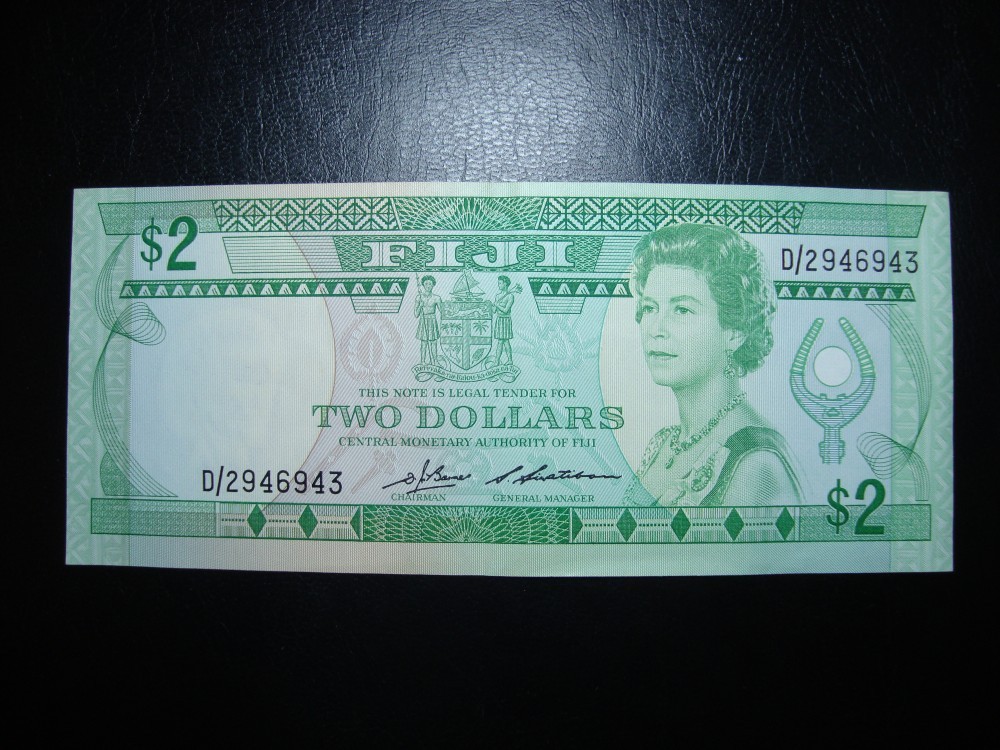 $2
FIJI
D/2946943
THIS NOTE IS LEGAL TENDER FOR
TWO DOLLARS
CENTRAL MONETARY AUTHORITY OF FIJI
D/2946943
CHAIRMAN
GENERAL MANAGER
$2